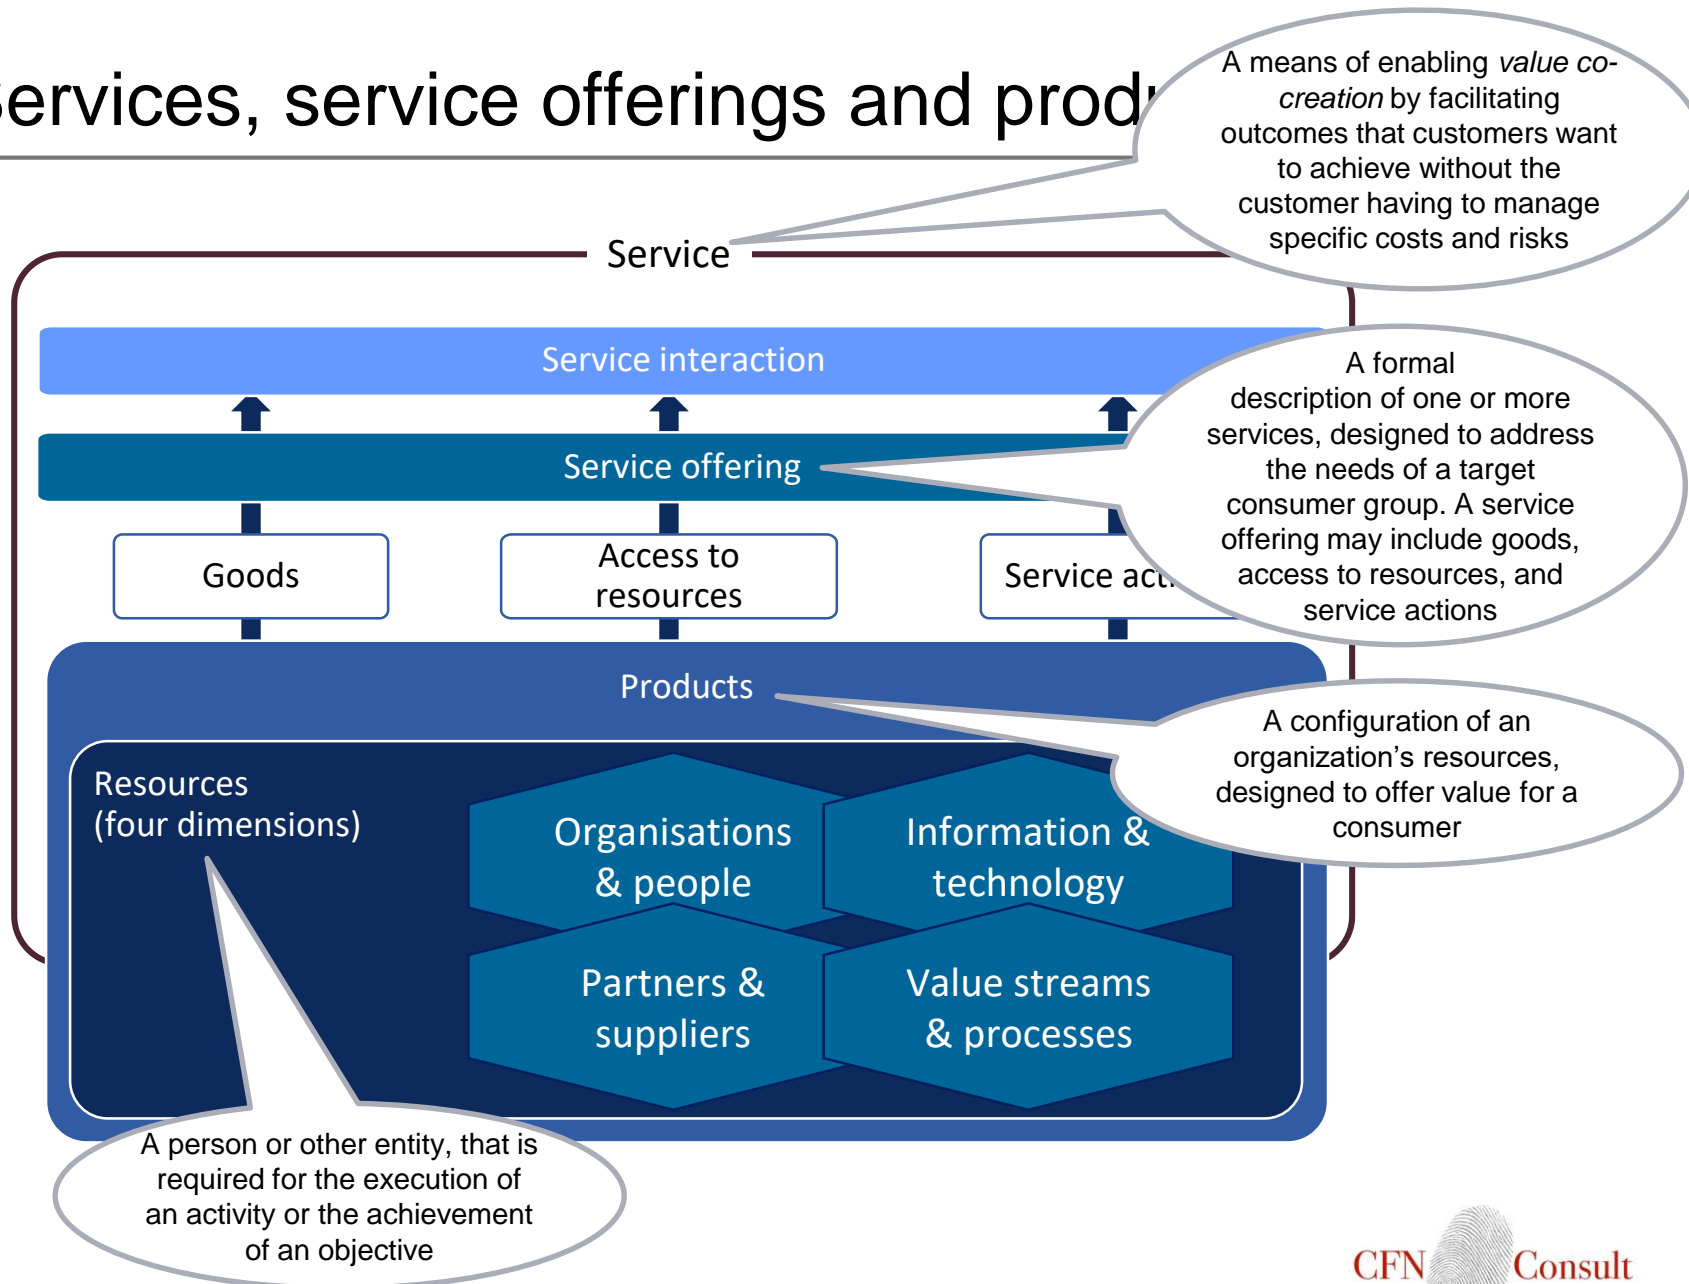 ervices, service offerings and produ
A means of enabling value co-
creation by facilitating
outcomes that customers want
to achieve without the
customer having to manage
specific costs and risks
Service
Service interaction
A formal
description of one or more
services, designed to address
the needs of a target
consumer group. A service
offering may include goods,
access to resources, and
service actions
Service offering
Goods
Access to
resources
Service act
Products
A configuration of an
organization's resources,
designed to offer value for a
consumer
Resources
(four dimensions)
Organisations
& people
Information &
technology
Partners &
suppliers
Value streams
& processes
A person or other entity, that is
required for the execution of
an activity or the achievement
of an objective
CFN Consult